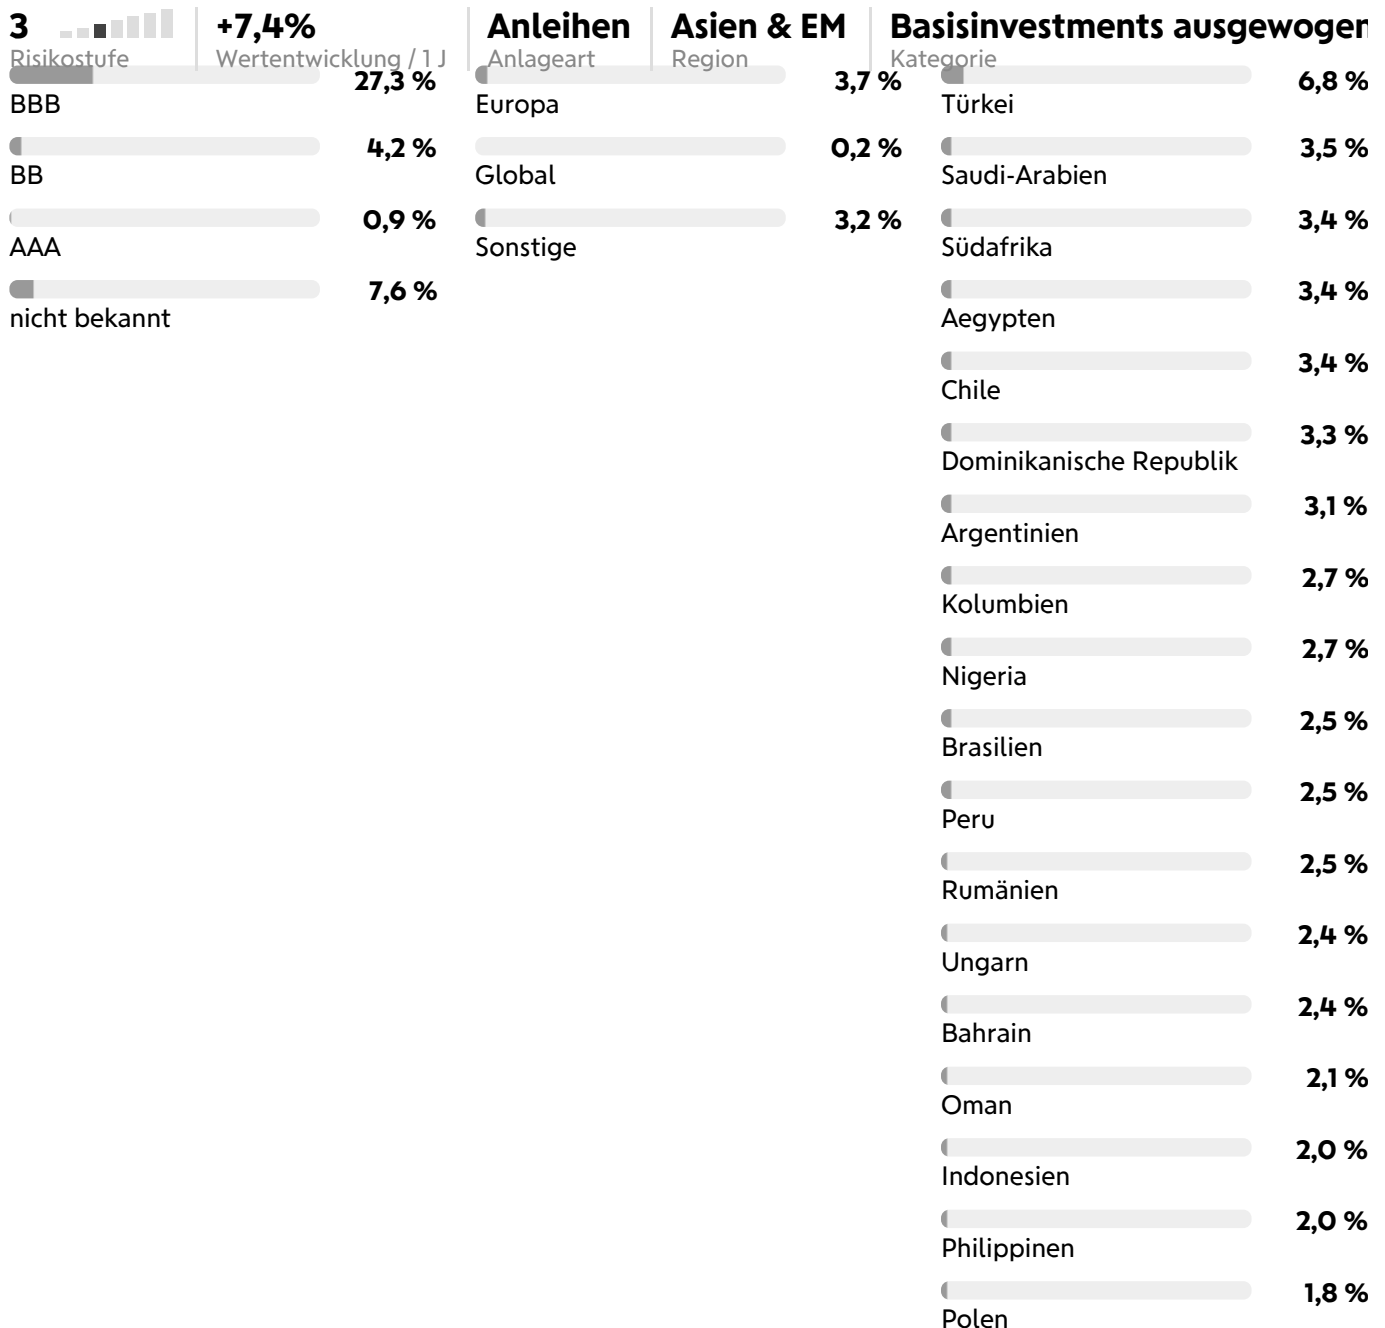 3
Risikostufe
+7,4%
Wertentwicklung / 1 J
Anleihen
Anlageart
Asien & EM
Region
Basisinvestments ausgewogen
Kategorie
27,3 %
BBB
4,2 %
BB
0,9 %
AAA
7,6 %
nicht bekannt
3,7 %
Europa
0,2 %
Global
3,2 %
Sonstige
6,8 %
Türkei
3,5 %
Saudi-Arabien
3,4 %
Südafrika
3,4 %
Aegypten
3,4 %
Chile
3,3 %
Dominikanische Republik
3,1 %
Argentinien
2,7 %
Kolumbien
2,7 %
Nigeria
2,5 %
Brasilien
2,5 %
Peru
2,5 %
Rumänien
2,4 %
Ungarn
2,4 %
Bahrain
2,1 %
Oman
2,0 %
Indonesien
2,0 %
Philippinen
1,8 %
Polen